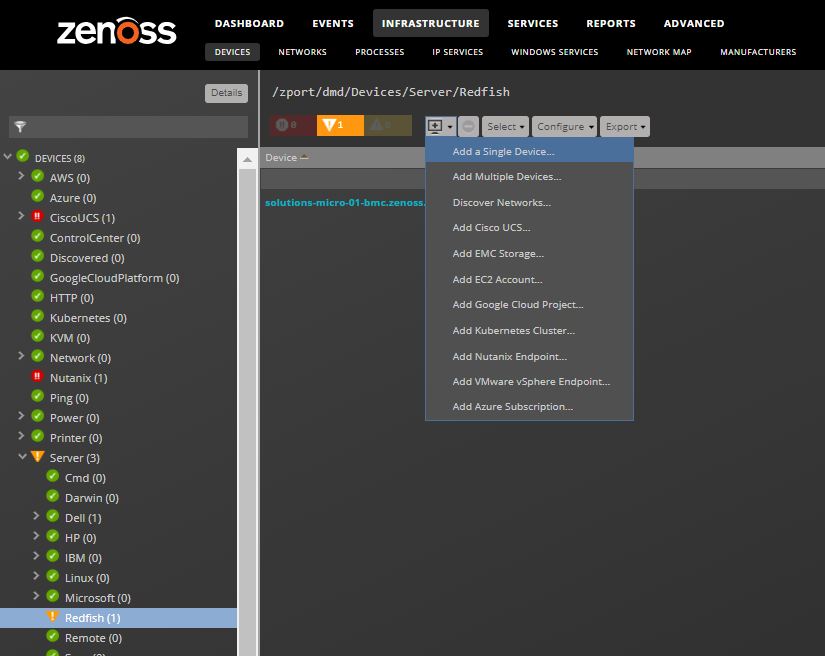 zenoss
DASHBOARD EVENTS INFRASTRUCTURE SERVICES REPORTS ADVANCED
DEVICES NETWORKS PROCESSES IP SERVICES WINDOWS SERVICES NETWORK MAP MANUFACTURERS
Details
DEVICES (8)
AWS (0)
Azure (0)
CiscoUCS (1)
ControlCenter (0)
Discovered (0)
GoogleCloudPlatform (0)
HTTP (0)
Kubernetes (0)
KVM (0)
Network (0)
Nutanix (1)
Ping (0)
Power (0)
Printer (0)
Server (3)
Cmd (0)
Darwin (0)
Dell (1)
HP (0)
IBM (0)
Linux (0)
Microsoft (0)
Redfish (1)
Remote (0)
/zport/dmd/Devices/Server/Redfish
0 1 0 Select Configure Export
Device
solutions-micro-01-bmc.zenoss.
Add a Single Device...
Add Multiple Devices...
Discover Networks...
Add Cisco UCS...
Add EMC Storage...
Add EC2 Account...
Add Google Cloud Project...
Add Kubernetes Cluster...
Add Nutanix Endpoint...
Add VMware vSphere Endpoint...
Add Azure Subscription...